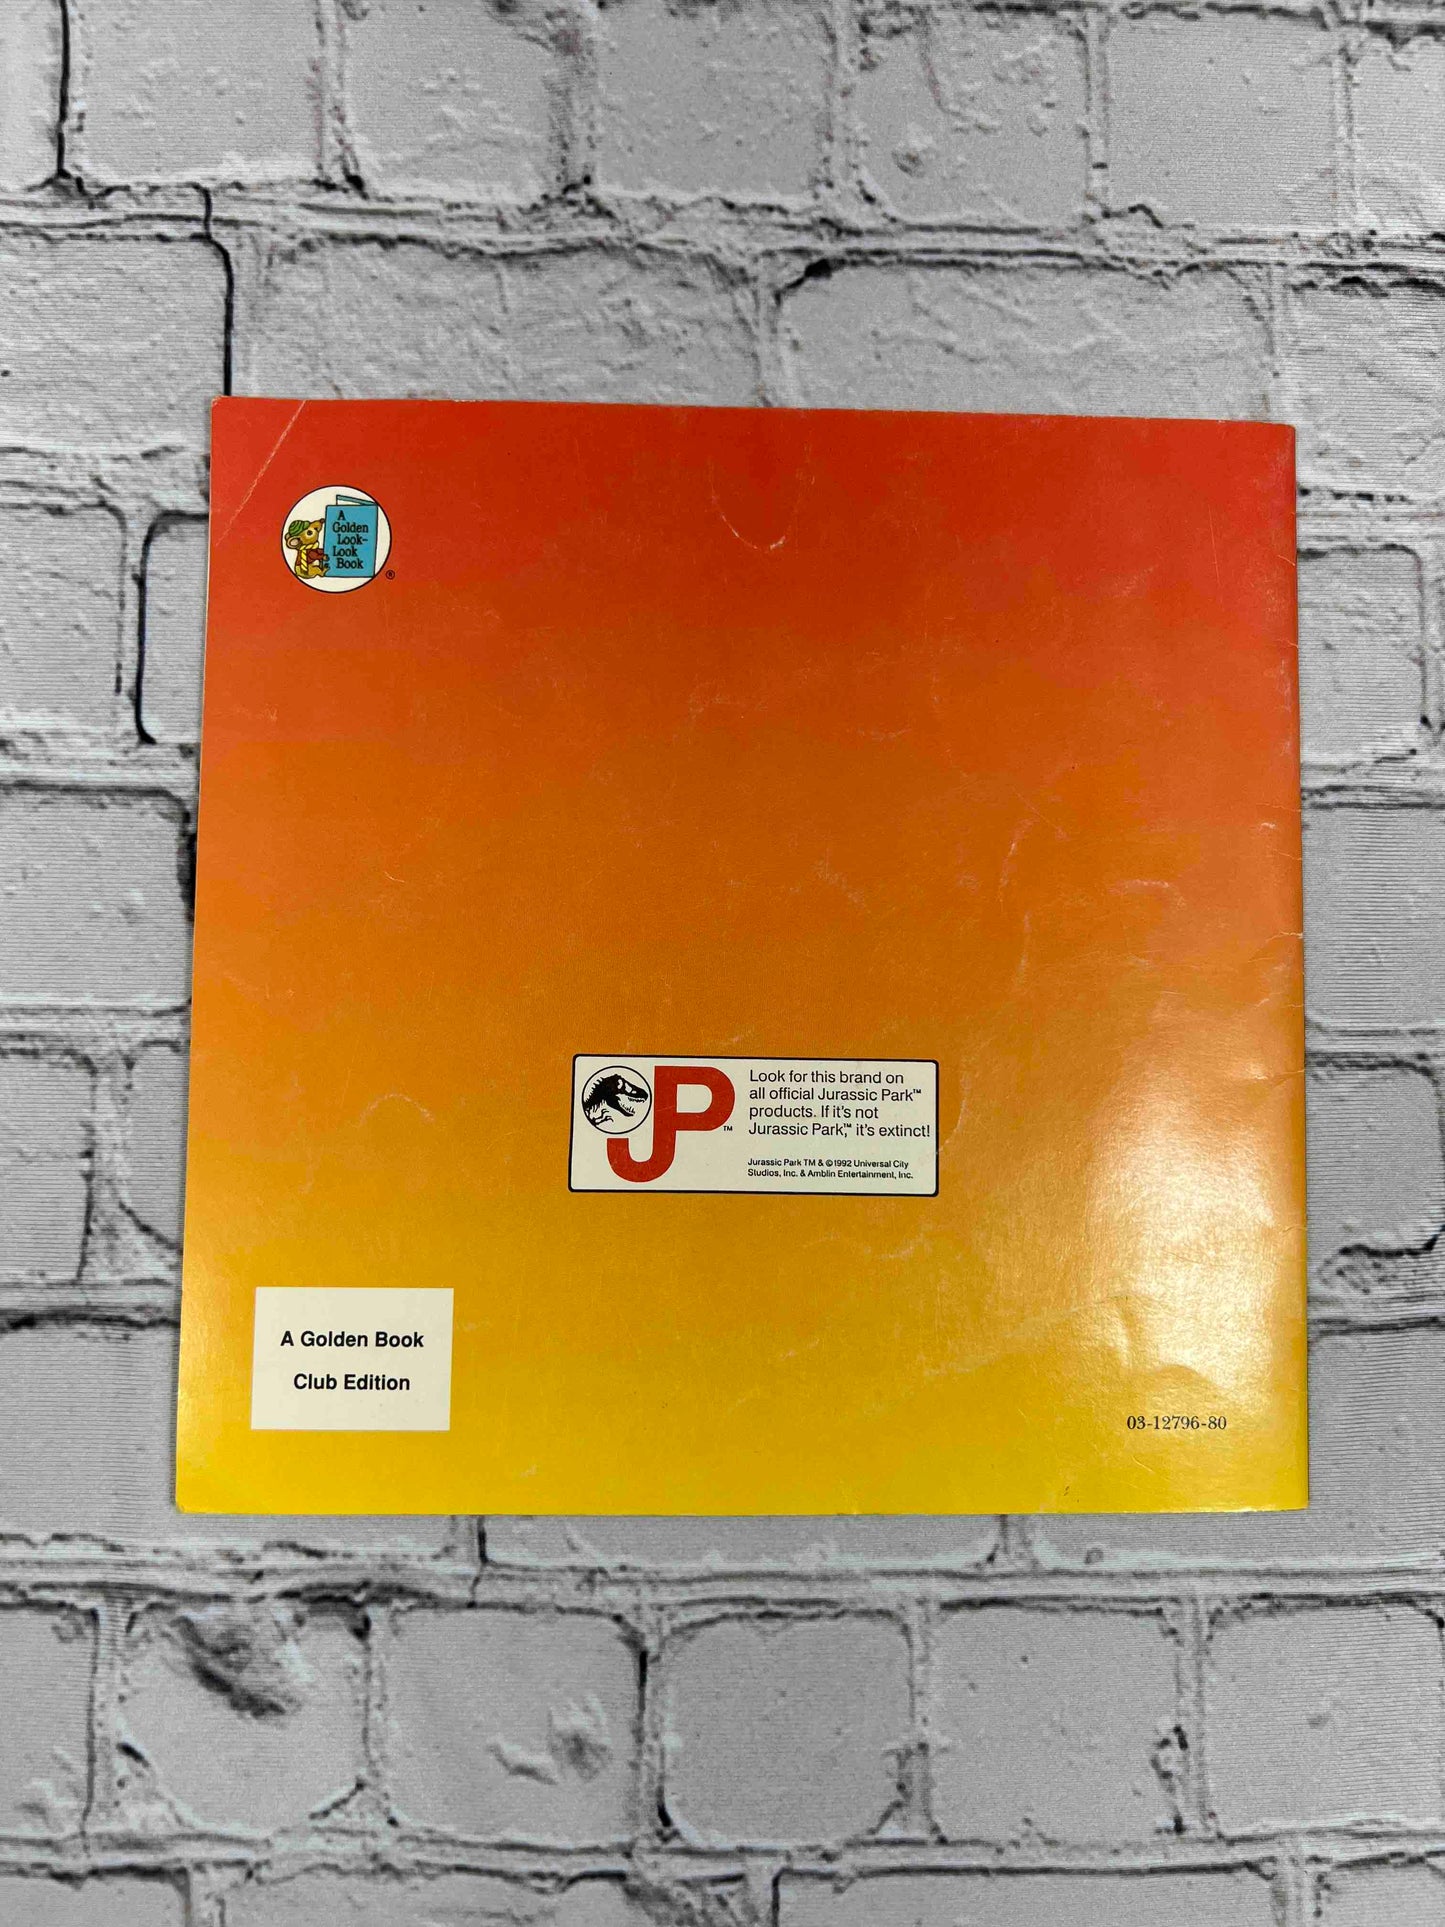 A
Golden
Look-
Look
Book
®
JP
™
Look for this brand on
all official Jurassic Park™
products. If it's not
Jurassic Park,™ it's extinct!
Jurassic Park TM & ©1992 Universal City
Studios, Inc. & Amblin Entertainment, Inc.
A Golden Book
Club Edition
03-12796-80